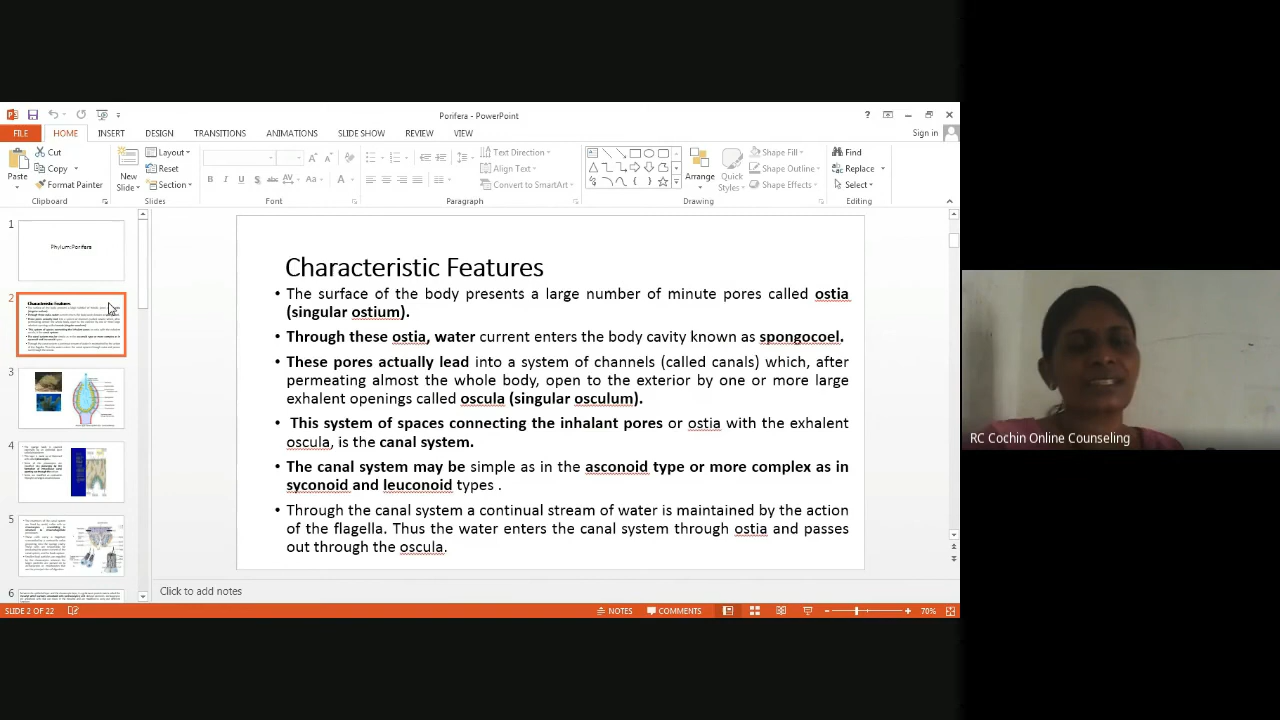 Porifera - PowerPoint
FILE HOME INSERT DESIGN TRANSITIONS ANIMATIONS SLIDE SHOW REVIEW VIEW Sign in
Paste
Cut
Copy
Format Painter
Clipboard
New Slide
Layout
Reset
Section
Slides
Font
Text Direction
Align Text
Convert to SmartArt
Paragraph
Arrange
Quick Styles
Shape Fill
Shape Outline
Shape Effects
Drawing
Find
Replace
Select
Editing
1
Phylum:Porifera
2
3
4
5
6
Characteristic Features
• The surface of the body presents a large number of minute pores called ostia
(singular ostium).
• Through these ostia, water current enters the body cavity known as spongocoel.
• These pores actually lead into a system of channels (called canals) which, after
permeating almost the whole body, open to the exterior by one or more large
exhalent openings called oscula (singular osculum).
• This system of spaces connecting the inhalant pores or ostia with the exhalent
oscula, is the canal system.
• The canal system may be simple as in the asconoid type or more complex as in
syconoid and leuconoid types .
• Through the canal system a continual stream of water is maintained by the action
of the flagella. Thus the water enters the canal system through ostia and passes
out through the oscula.
Click to add notes
SLIDE 2 OF 22 NOTES COMMENTS 70%
RC Cochin Online Counseling